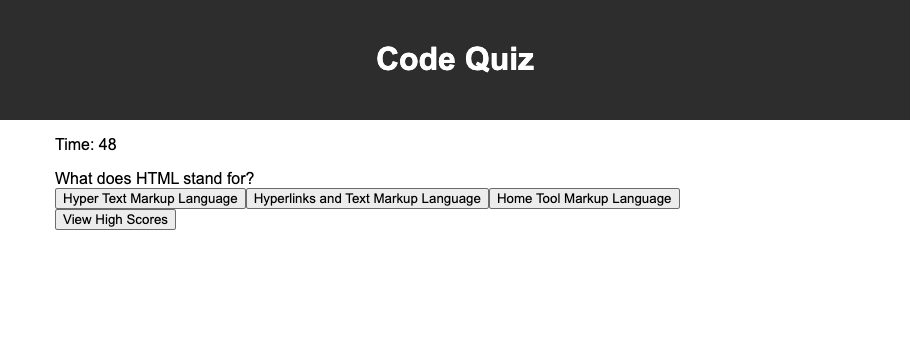 Code Quiz
Time: 48
What does HTML stand for?
Hyper Text Markup Language Hyperlinks and Text Markup Language Home Tool Markup Language
View High Scores